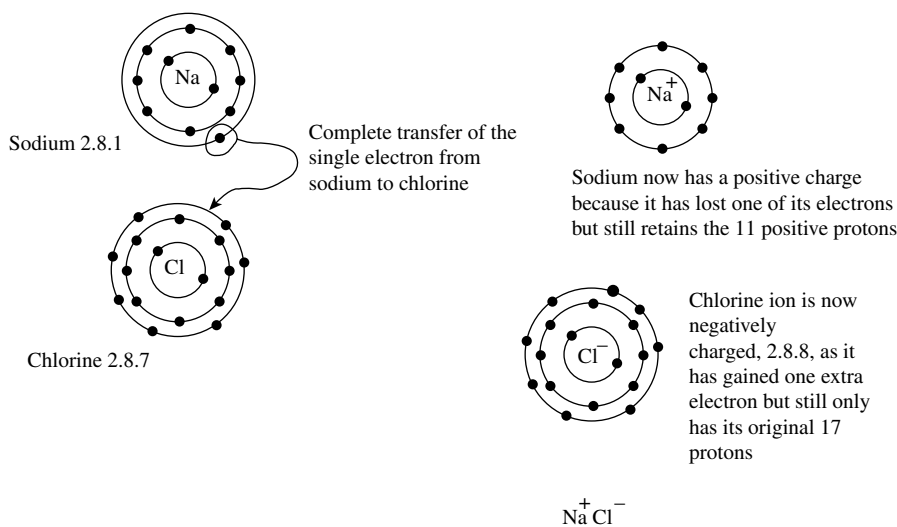 Na
Sodium 2.8.1
Complete transfer of the
single electron from
sodium to chlorine
Cl
Chlorine 2.8.7
Na+
Sodium now has a positive charge
because it has lost one of its electrons
but still retains the 11 positive protons
Cl−
Chlorine ion is now
negatively
charged, 2.8.8, as it
has gained one extra
electron but still only
has its original 17
protons
Na+Cl−